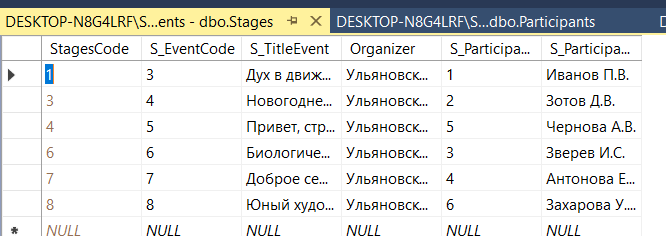 DESKTOP-N8G4LRF\S...ents - dbo.Stages DESKTOP-N8G4LRF\S...dbo.Participants
StagesCode S_EventCode S_TitleEvent Organizer S_Participa... S_Participa...
1 3 Дух в движ... Ульяновск... 1 Иванов П.В.
3 4 Новогодне... Ульяновск... 2 Зотов Д.В.
4 5 Привет, стр... Ульяновск... 5 Чернова А.В.
6 6 Биологиче... Ульяновск... 3 Зверев И.С.
7 7 Доброе се... Ульяновск... 4 Антонова Е...
8 8 Юный худо... Ульяновск... 6 Захарова У....
NULL NULL NULL NULL NULL NULL